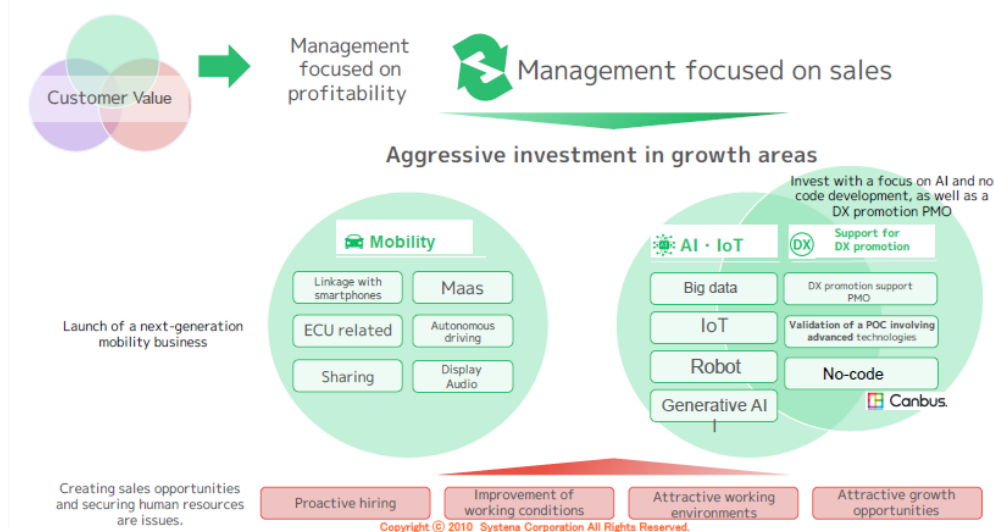 Customer Value
Management
focused on
profitability
Management focused on sales
Aggressive investment in growth areas
Invest with a focus on AI and no
code development, as well as a
DX promotion PMO
Launch of a next-generation
mobility business
Mobility
Linkage with
smartphones
Maas
ECU related
Autonomous
driving
Sharing
Display
Audio
AI・IoT
Big data
IoT
Robot
Generative AI
I
DX
Support for
DX promotion
DX promotion support
PMO
Validation of a POC involving
advanced technologies
No-code
Canbus.
Creating sales opportunities
and securing human resources
are issues.
Proactive hiring
Improvement of
working conditions
Attractive working
environments
Attractive growth
opportunities
Copyright © 2010 Systena Corporation All Rights Reserved.